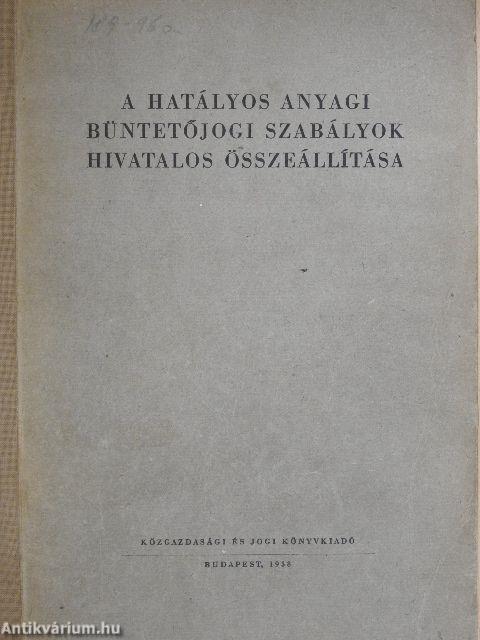 A HATÁLYOS ANYAGI
BÜNTETŐJOGI SZABÁLYOK
HIVATALOS ÖSSZEÁLLÍTÁSA
KÖZGAZDASÁGI ÉS JOGI KÖNYVKIADÓ
BUDAPEST, 1958
Antikvárium.hu